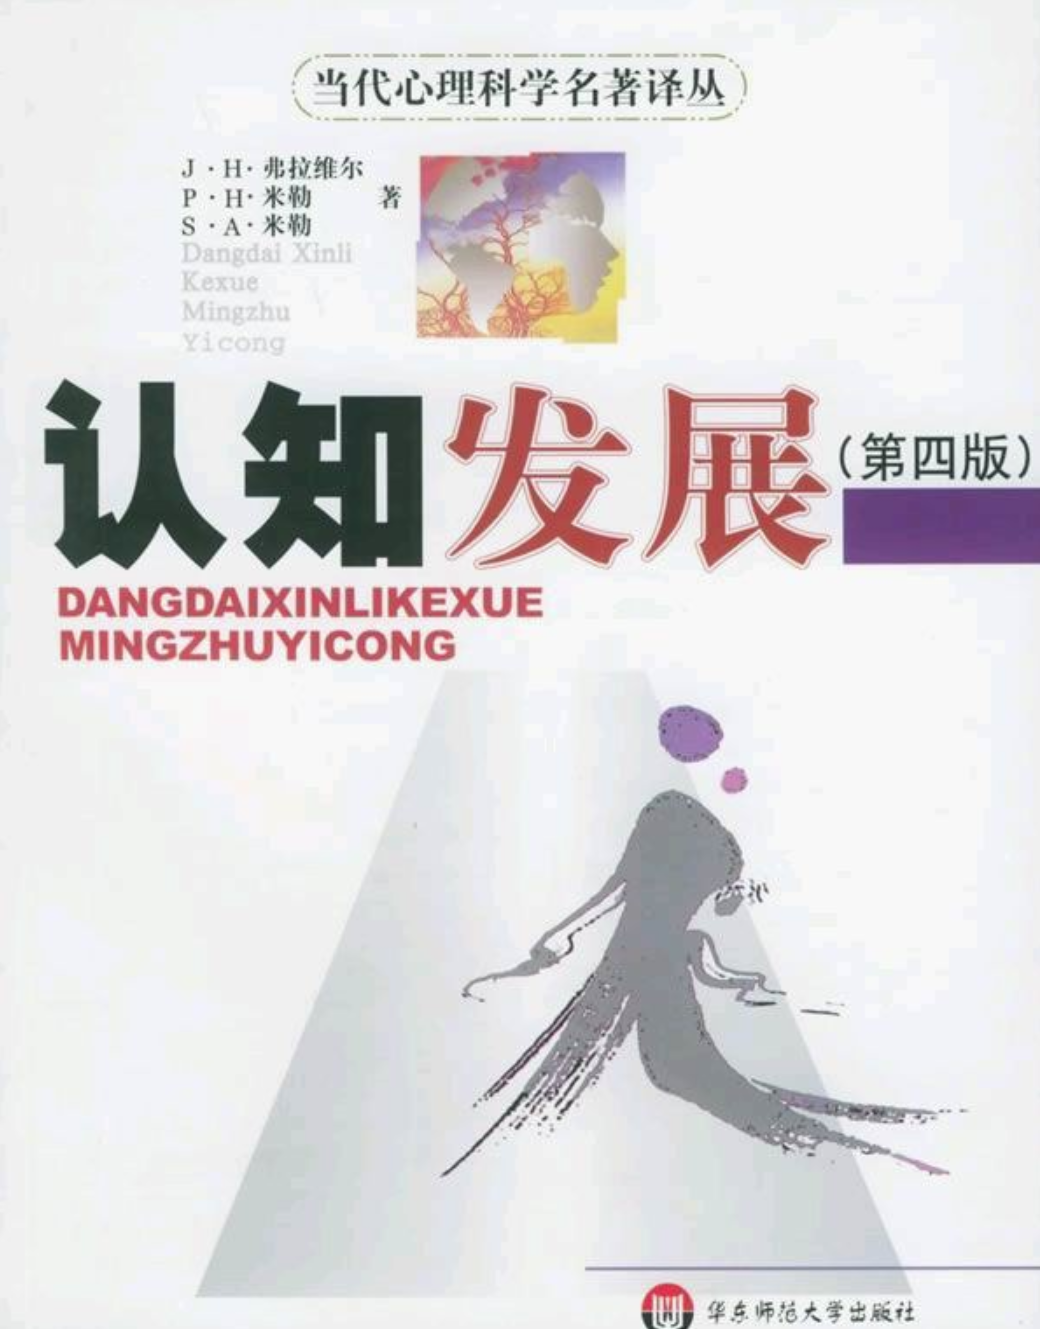 当代心理科学名著译丛
J·H·弗拉维尔
P·H·米勒 著
S·A·米勒
Dangdai Xinli
Kexue
Mingzhu
Yicong
认知发展(第四版)
DANGDAIXINLIKEXUE
MINGZHUYICONG
华东师范大学出版社